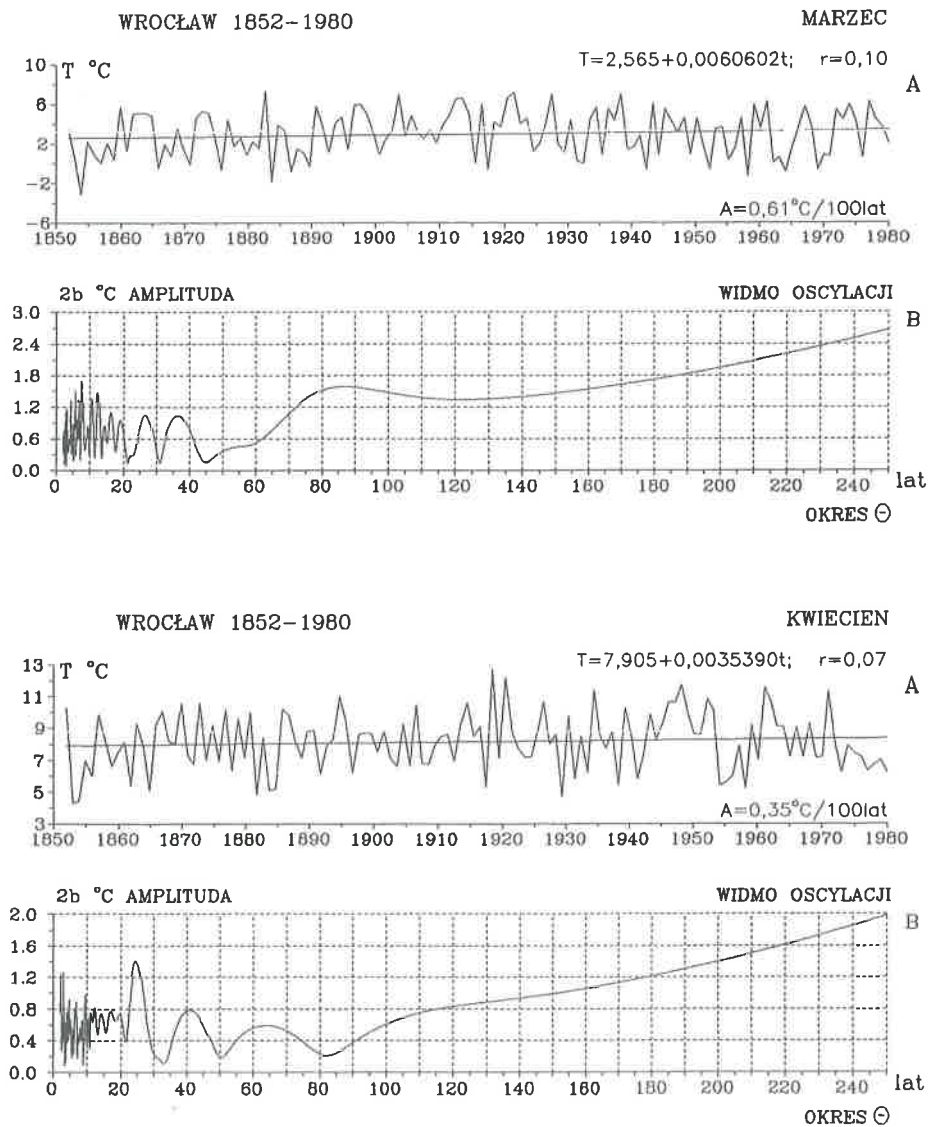 WROCŁAW 1852-1980 MARZEC
T=2,565+0,0060602t; r=0,10
T °C A
10
6
2
-2
-6
A=0,61°C/100lat
1850 1860 1870 1880 1890 1900 1910 1920 1930 1940 1950 1960 1970 1980
2b °C AMPLITUDA WIDMO OSCYLACJI
B
3.0
2.4
1.8
1.2
0.6
0.0
0 20 40 60 80 100 120 140 160 180 200 220 240 lat
OKRES Θ
WROCŁAW 1852-1980 KWIECIEN
T=7,905+0,0035390t; r=0,07
T °C A
13
11
9
7
5
3
A=0,35°C/100lat
1850 1860 1870 1880 1890 1900 1910 1920 1930 1940 1950 1960 1970 1980
2b °C AMPLITUDA WIDMO OSCYLACJI
B
2.0
1.6
1.2
0.8
0.4
0.0
0 20 40 60 80 100 120 140 160 180 200 220 240 lat
OKRES Θ